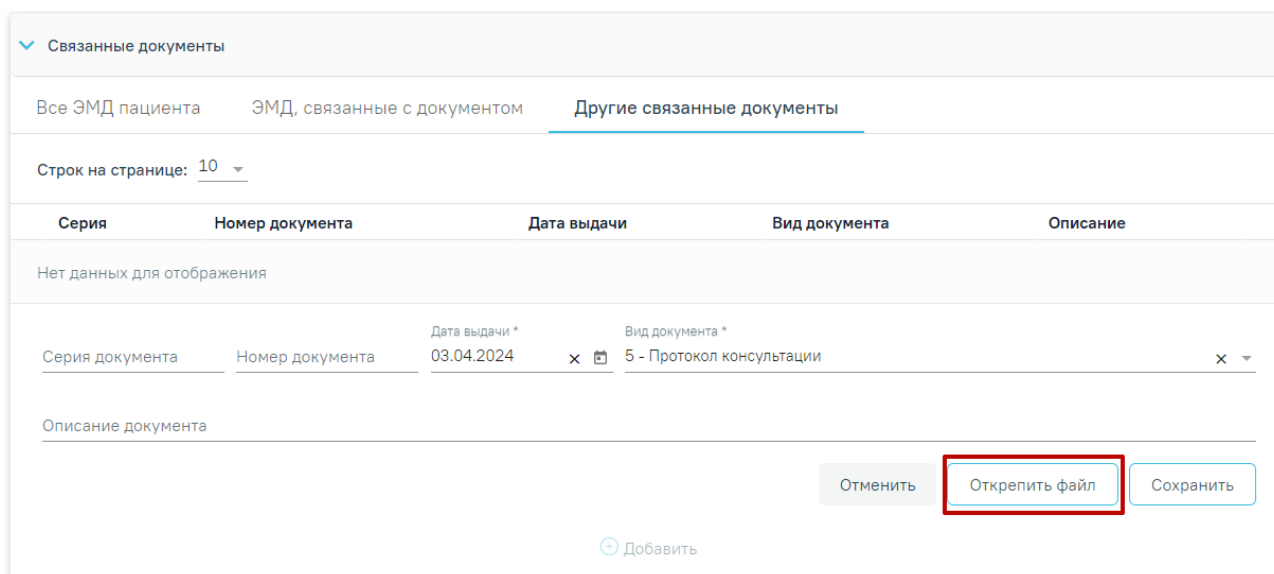 Связанные документы
Все ЭМД пациента ЭМД, связанные с документом Другие связанные документы
Строк на странице: 10
Серия Номер документа Дата выдачи Вид документа Описание
Нет данных для отображения
Дата выдачи * Вид документа *
Серия документа Номер документа 03.04.2024 5 - Протокол консультации
Описание документа
Отменить Открепить файл Сохранить
Добавить